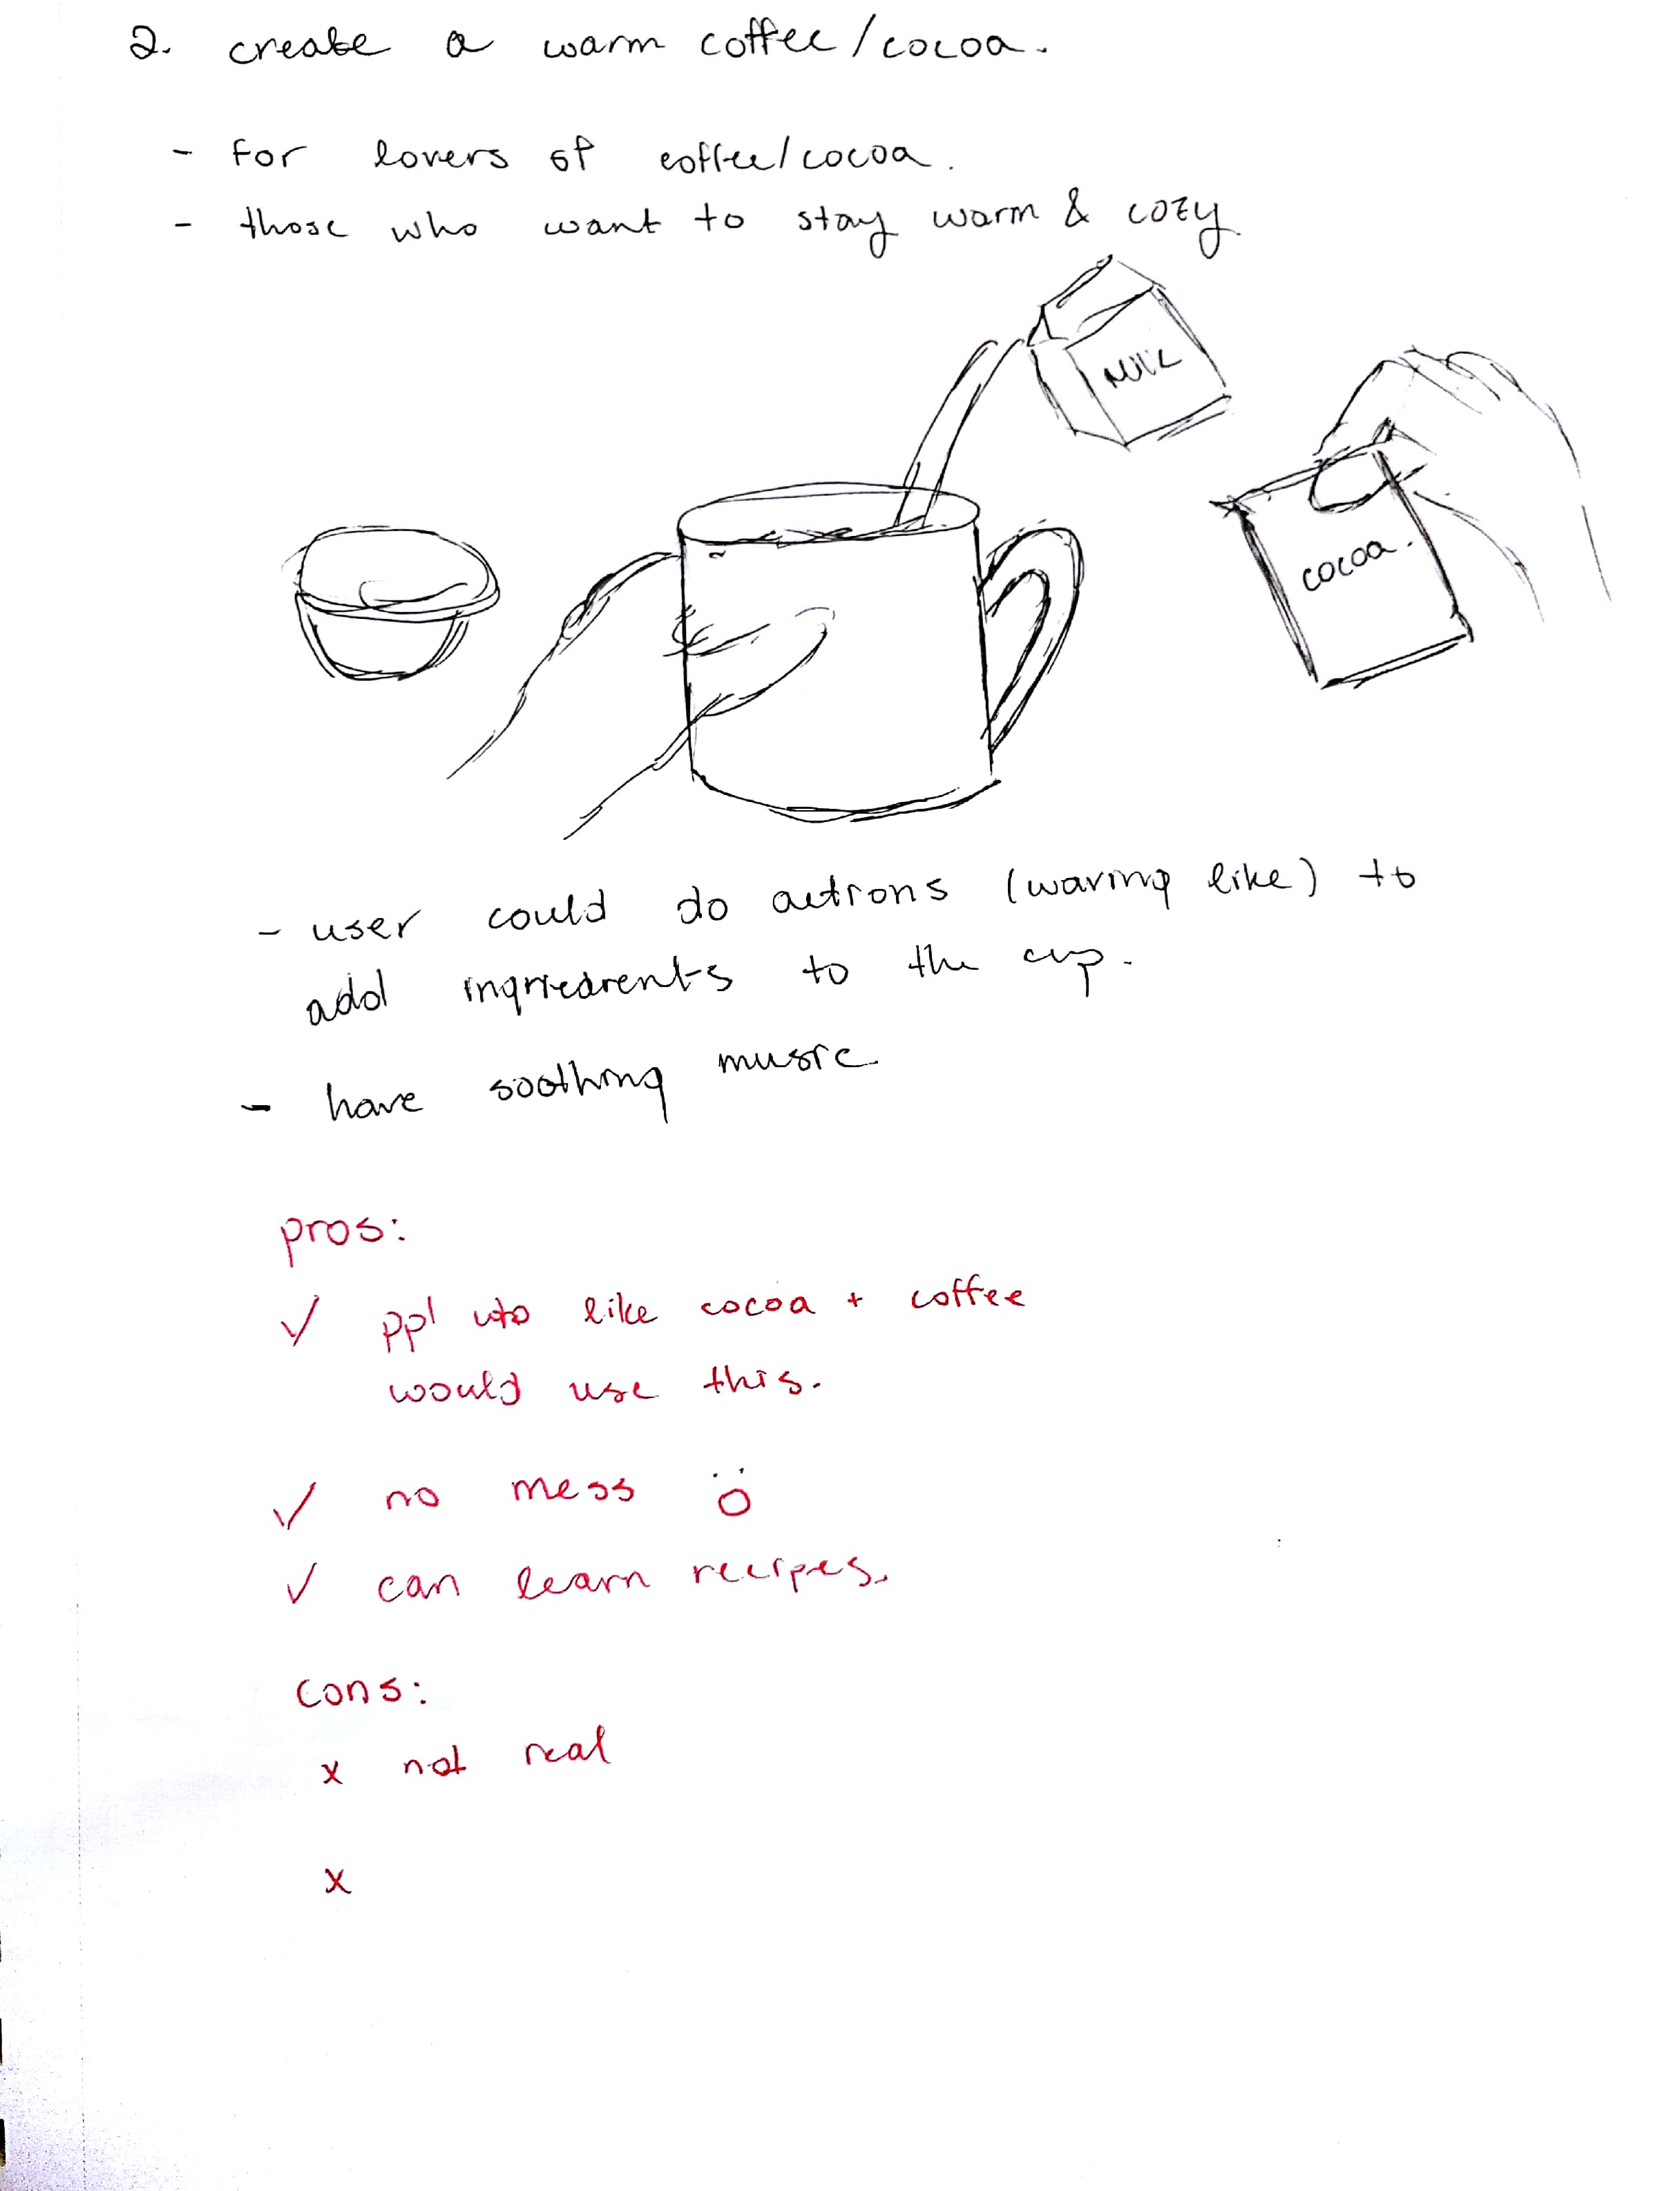 2. create a warm coffee/cocoa.
- for lovers of coffee/cocoa.
- those who want to stay warm & cozy
MILK
cocoa.
- user could do actions (waving like) to
add ingriedients to the cup.
- have soothing music
pros:
✓ ppl who like cocoa + coffee
would use this.
✓ no mess
✓ can learn recipes.
cons:
x not real
x